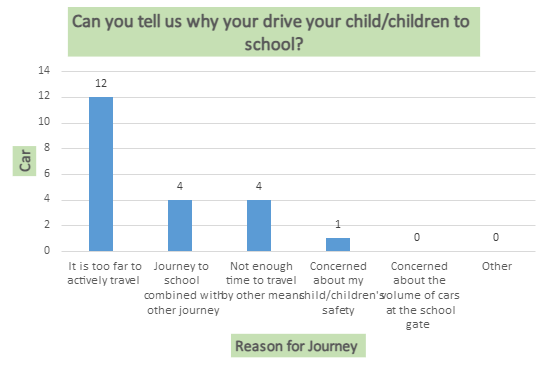 Can you tell us why your drive your child/children to
school?
14
12
10
8
6
4
2
0
Car
12
4
4
1
0
0
It is too far to
actively travel
Journey to
school
combined with
other journey
Not enough
time to travel
by other means
Concerned
about my
child/children's
safety
Concerned
about the
volume of cars
at the school
gate
Other
Reason for Journey